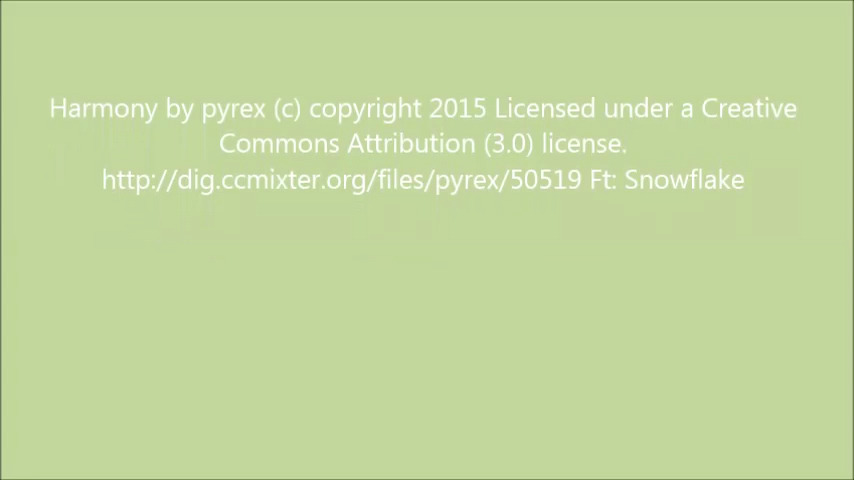 Harmony by pyrex (c) copyright 2015 Licensed under a Creative
Commons Attribution (3.0) license.
http://dig.ccmixter.org/files/pyrex/50519 Ft: Snowflake